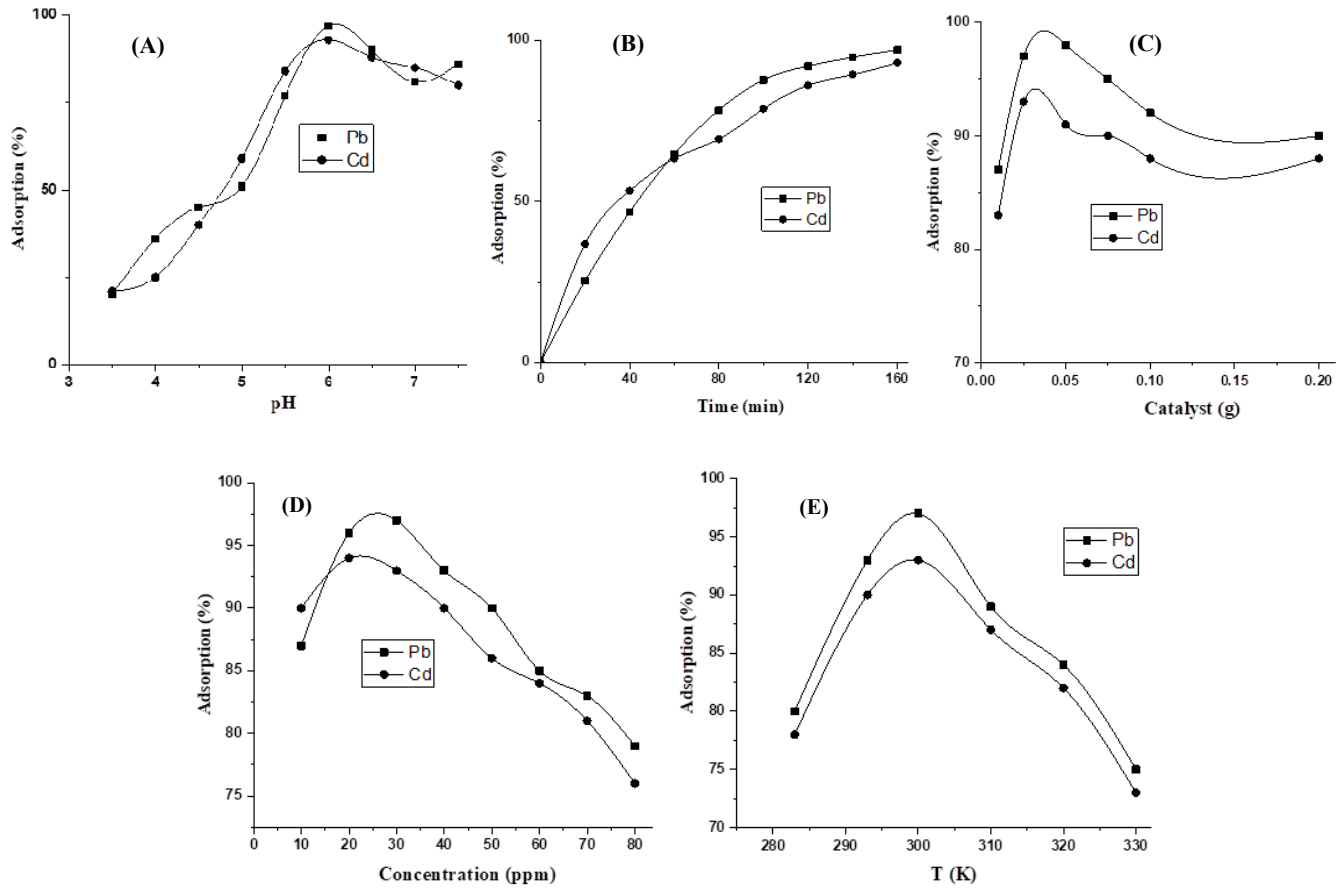 (A)
100
50
0
Adsorption (%)
Pb
Cd
3 4 5 6 7
pH
(B)
100
50
0
Adsorption (%)
Pb
Cd
0 40 80 120 160
Time (min)
(C)
100
90
80
70
Adsorption (%)
Pb
Cd
0.00 0.05 0.10 0.15 0.20
Catalyst (g)
(D)
100
95
90
85
80
75
Adsorption (%)
Pb
Cd
0 10 20 30 40 50 60 70 80
Concentration (ppm)
(E)
100
95
90
85
80
75
70
Adsorption (%)
Pb
Cd
280 290 300 310 320 330
T (K)